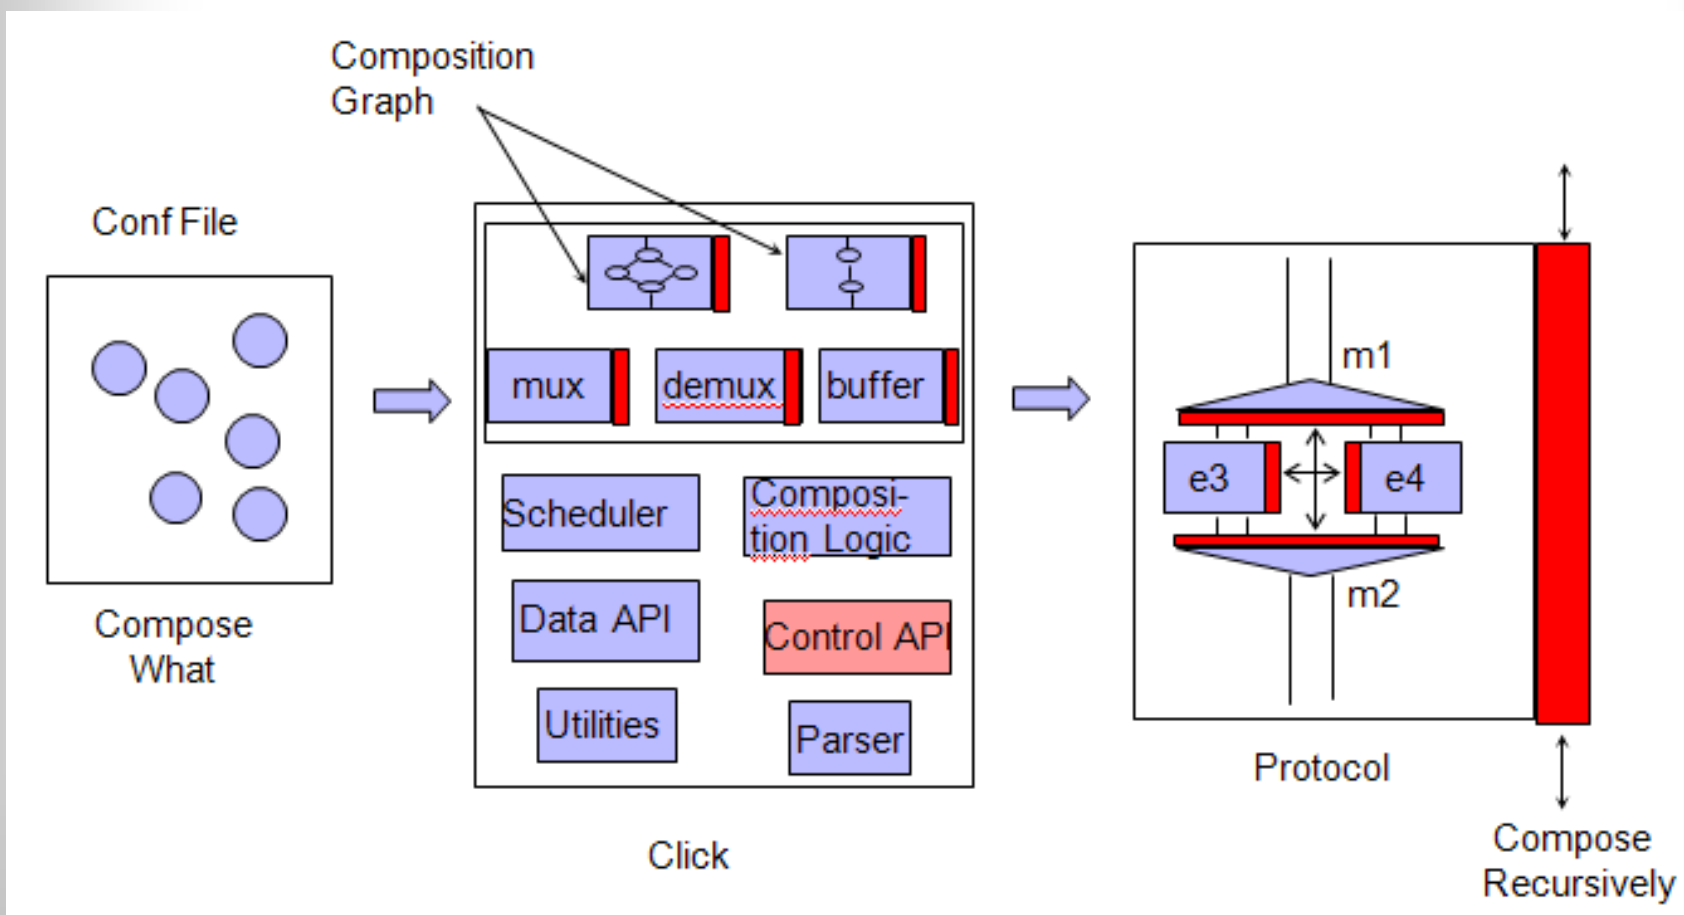 Composition
Graph
Conf File
mux
demux
buffer
m1
e3
e4
Scheduler
Composi-
tion Logic
Data API
Control API
m2
Compose
What
Utilities
Parser
Protocol
Click
Compose
Recursively